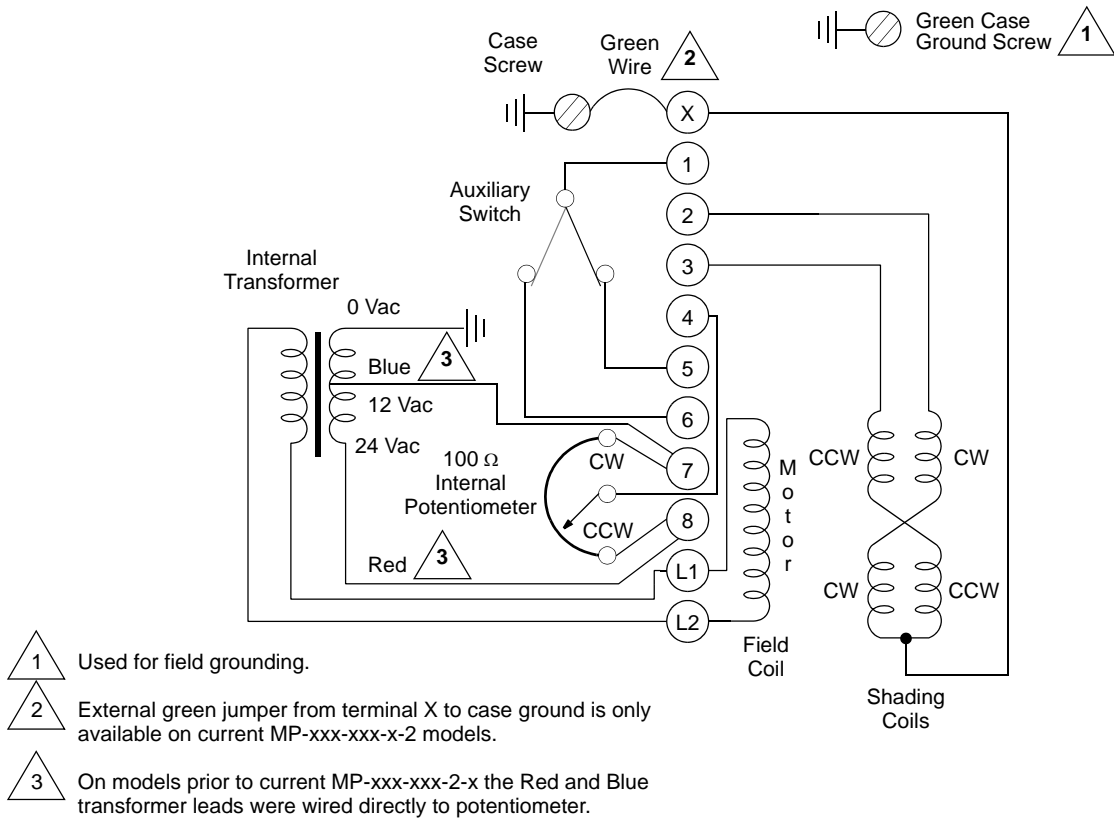 Green Case
Ground Screw
1
Case
Screw
Green
Wire
2
X
1
Auxiliary
Switch
2
3
Internal
Transformer
0 Vac
4
Blue
3
5
12 Vac
6
24 Vac
100 Ω
Internal
Potentiometer
CW
7
Motor
CCW
CW
CCW
8
Red
3
L1
CW
CCW
L2
Field
Coil
Shading
Coils
1
Used for field grounding.
2
External green jumper from terminal X to case ground is only
available on current MP-xxx-xxx-x-2 models.
3
On models prior to current MP-xxx-xxx-2-x the Red and Blue
transformer leads were wired directly to potentiometer.